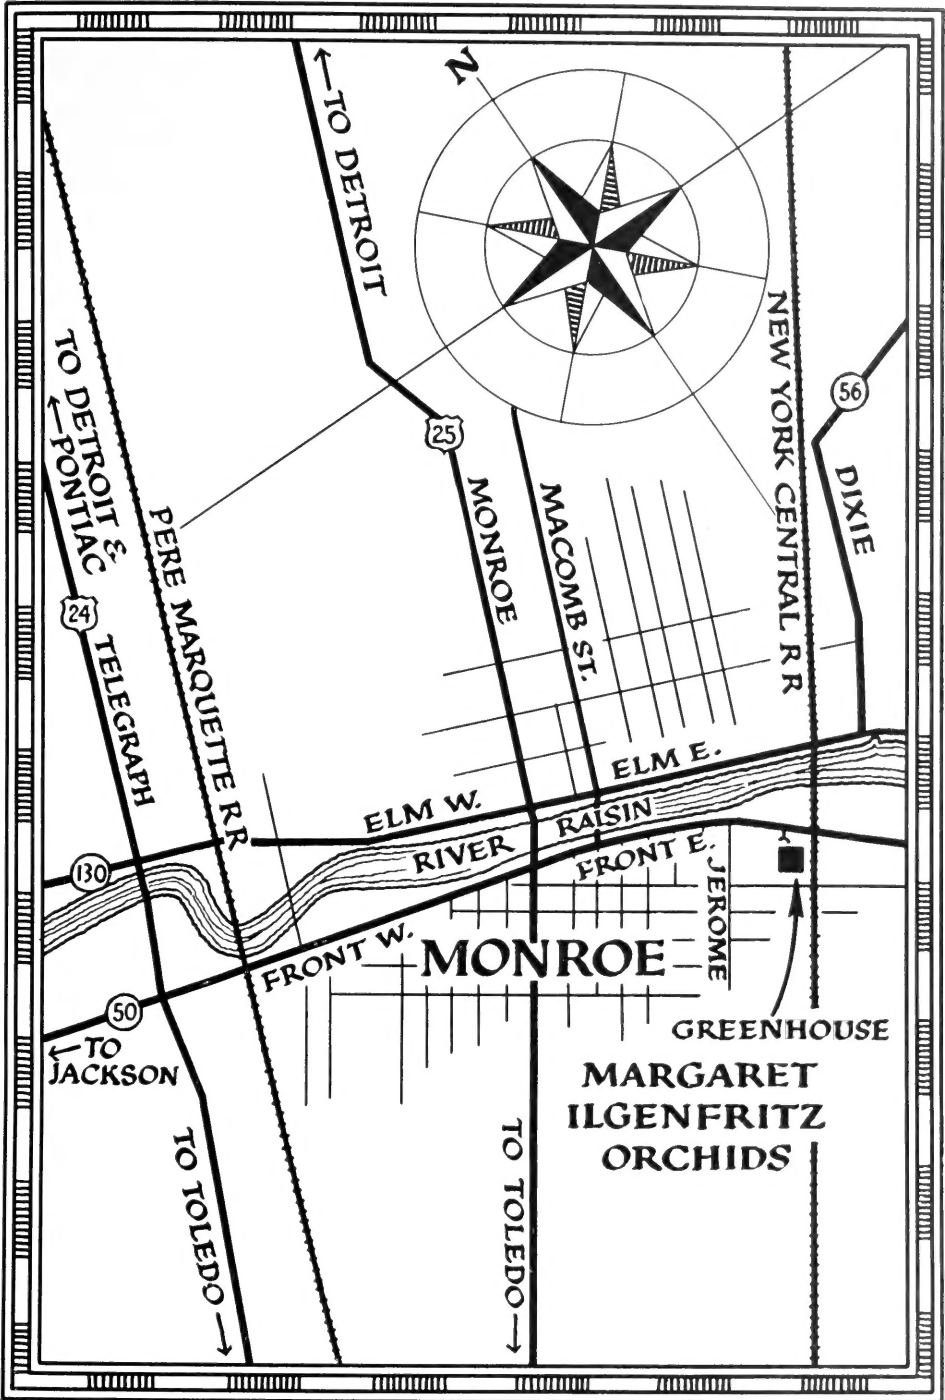 N
← TO DETROIT
NEW YORK CENTRAL R R
56
DIXIE
TO DETROIT &
← PONTIAC
25
MONROE
MACOMB ST.
PERE MARQUETTE R R
24
TELEGRAPH
ELM E.
ELM W.
RIVER RAISIN
130
FRONT E.
JEROME
FRONT W.
MONROE
50
← TO
JACKSON
GREENHOUSE
MARGARET
ILGENFRITZ
ORCHIDS
TO TOLEDO →
TO TOLEDO →